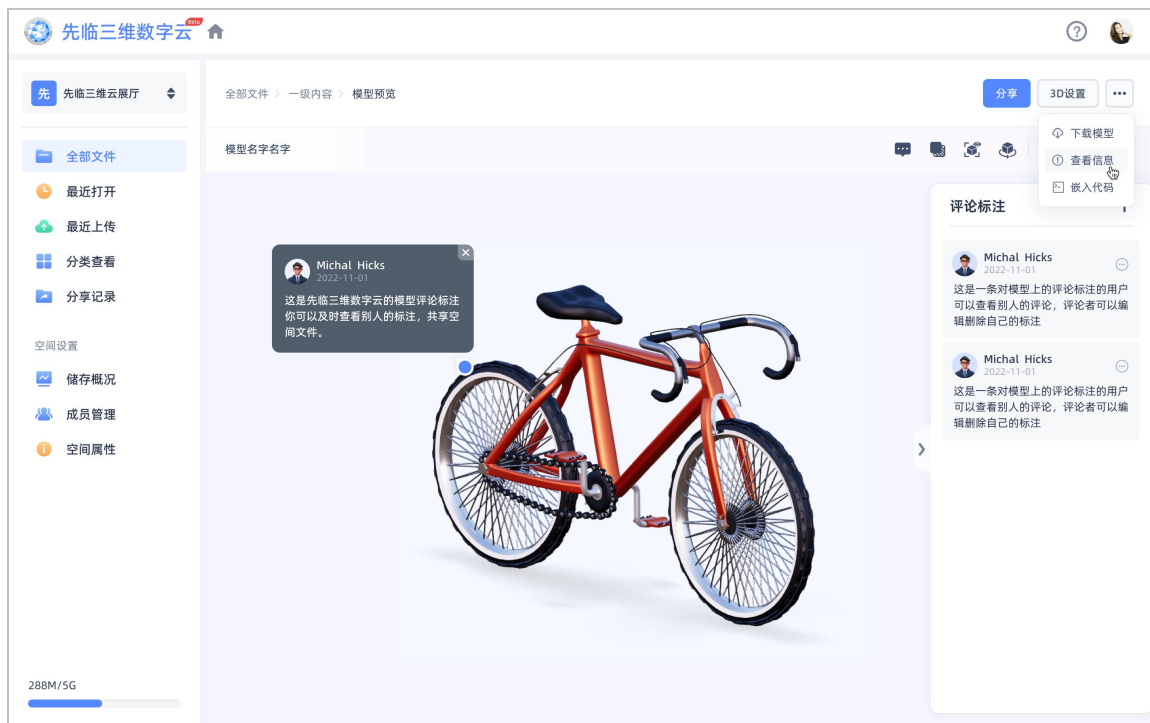 先临三维数字云
Beta
先
先临三维云展厅
全部文件
最近打开
最近上传
分类查看
分享记录
空间设置
储存概况
成员管理
空间属性
288M/5G
全部文件 > 一级内容 > 模型预览
分享
3D设置
下载模型
查看信息
嵌入代码
模型名字名字
Michal Hicks
2022-11-01
这是先临三维数字云的模型评论标注
你可以及时查看别人的标注，共享空
间文件。
评论标注
Michal Hicks
2022-11-01
这是一条对模型上的评论标注的用户
可以查看别人的评论，评论者可以编
辑删除自己的标注
Michal Hicks
2022-11-01
这是一条对模型上的评论标注的用户
可以查看别人的评论，评论者可以编
辑删除自己的标注